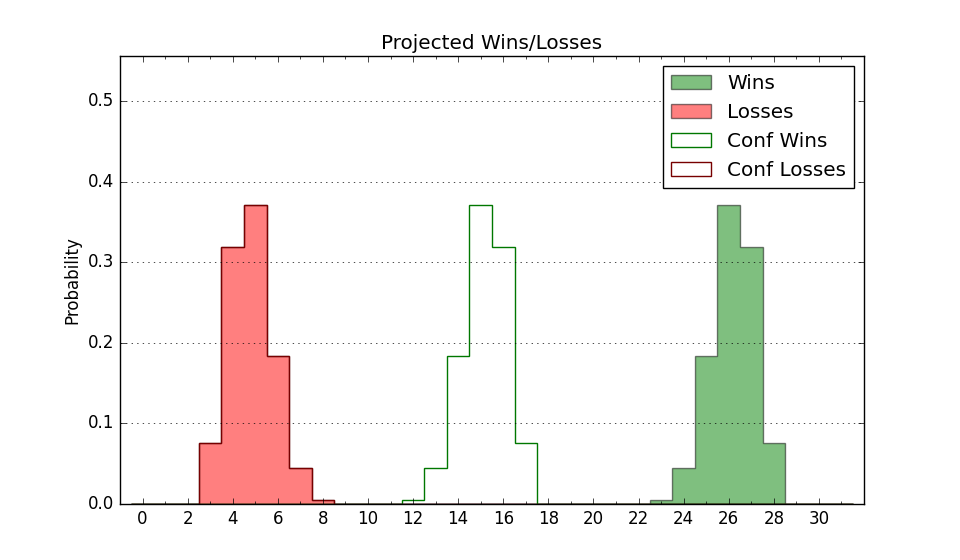 Projected Wins/Losses
Wins
Losses
Conf Wins
Conf Losses
Probability
0.5
0.4
0.3
0.2
0.1
0.0
0 2 4 6 8 10 12 14 16 18 20 22 24 26 28 30